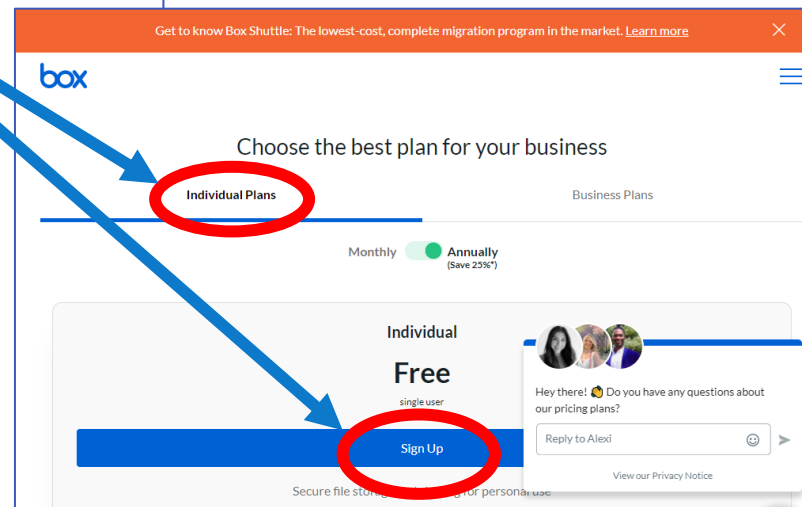 Get to know Box Shuttle: The lowest-cost, complete migration program in the market. Learn more
box
Choose the best plan for your business
Individual Plans
Business Plans
Monthly
Annually
(Save 25%*)
Individual
Free
single user
Sign Up
Secure file for personal use
Hey there! 👋 Do you have any questions about
our pricing plans?
Reply to Alexi
View our Privacy Notice